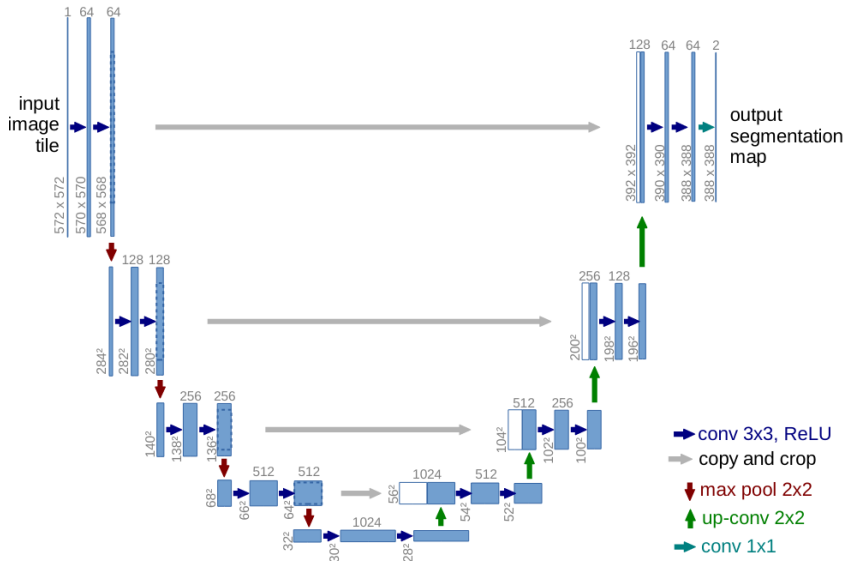 1 64 64
input
image
tile
572 x 572
570 x 570
568 x 568
128 64 64 2
392 x 392
390 x 390
388 x 388
388 x 388
output
segmentation
map
128 128
284²
282²
280²
256 128
200²
198²
196²
256 256
140²
138²
136²
512 256
104²
102²
100²
512 512
68²
66²
64²
1024 512
56²
54²
52²
1024
32²
30²
28²
conv 3x3, ReLU
copy and crop
max pool 2x2
up-conv 2x2
conv 1x1